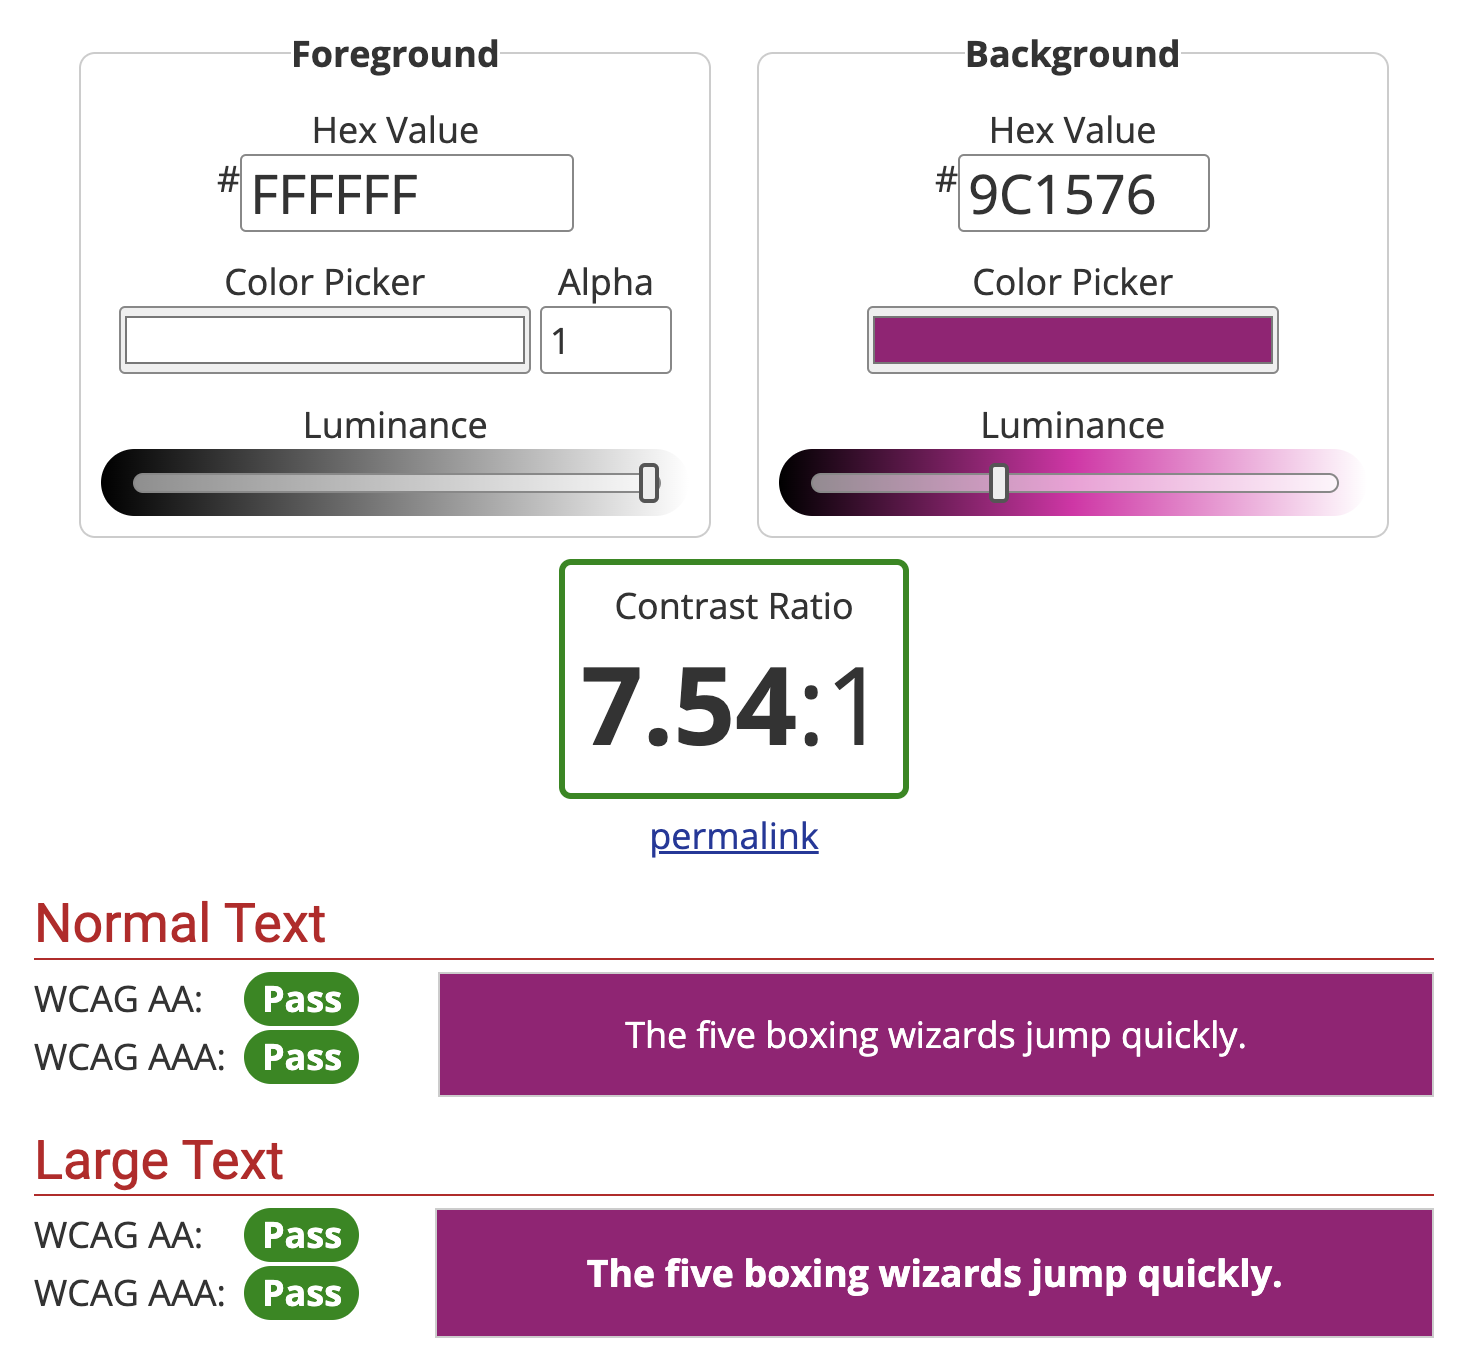 Foreground
Hex Value
# FFFFFF
Color Picker Alpha
1
Luminance
Background
Hex Value
# 9C1576
Color Picker
Luminance
Contrast Ratio
7.54:1
permalink
Normal Text
WCAG AA: Pass
WCAG AAA: Pass
The five boxing wizards jump quickly.
Large Text
WCAG AA: Pass
WCAG AAA: Pass
The five boxing wizards jump quickly.